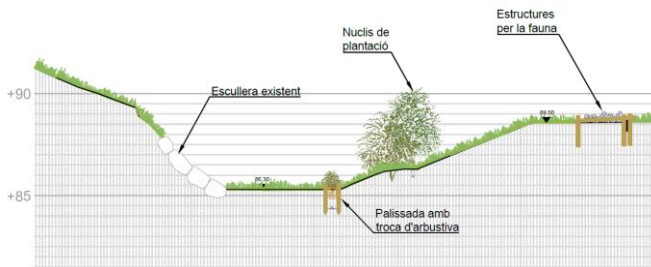 Estructures
per la fauna
Nuclis de
plantació
+90
Escullera existent
+85
Palissada amb
troca d'arbustiva